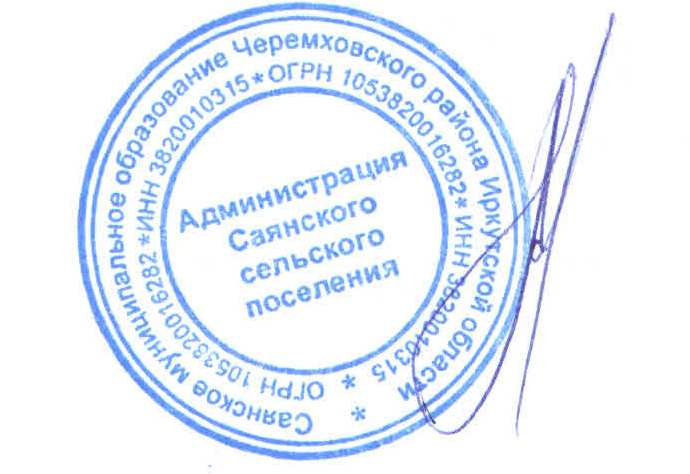 Саянское муниципальное образование Черемховского района Иркутской области *
ОГРН 1053820016282 * ИНН 3820010315 * ОГРН 1053820016282 * ИНН 3820010315 *
Администрация
Саянского
сельского
поселения